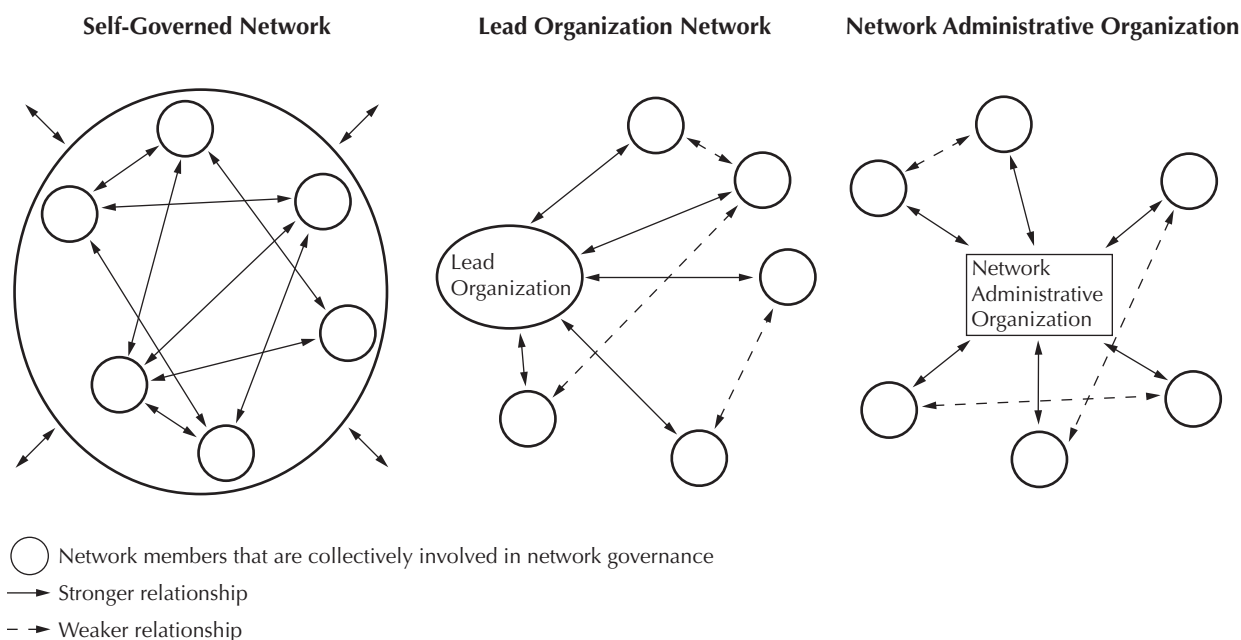 Self-Governed Network
Lead Organization Network
Network Administrative Organization
Lead
Organization
Network
Administrative
Organization
Network members that are collectively involved in network governance
Stronger relationship
Weaker relationship